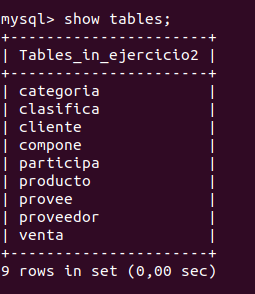 mysql> show tables;
+----------------------+
| Tables_in_ejercicio2 |
+----------------------+
| categoria            |
| clasifica            |
| cliente              |
| compone              |
| participa            |
| producto             |
| provee               |
| proveedor            |
| venta                |
+----------------------+
9 rows in set (0,00 sec)